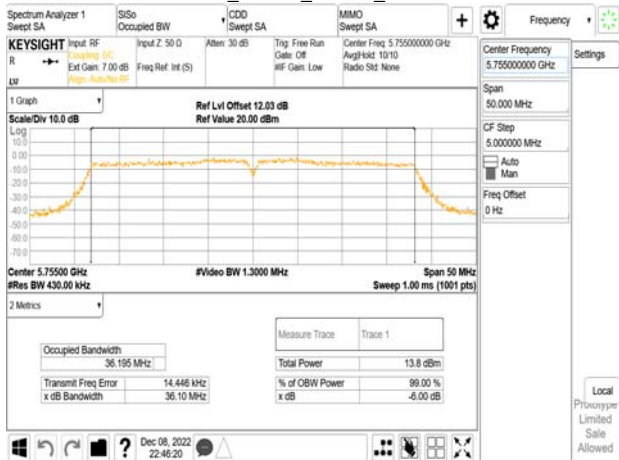 Spectrum Analyzer 1
Swept SA
SiSo
Occupied BW
CDD
Swept SA
MIMO
Swept SA
+
Frequency
KEYSIGHT
R
LXI
Input: RF
Coupling: DC
Ext Gain: 7.00 dB
Align: Auto/No RF
Input Z: 50 Ω
Freq Ref: Int (S)
Atten: 30 dB
Trig: Free Run
Gate: Off
#IF Gain: Low
Center Freq: 5.755000000 GHz
Avg|Hold: 10/10
Radio Std: None
Center Frequency
5.755000000 GHz
Settings
Span
50.000 MHz
CF Step
5.000000 MHz
Auto
Man
Freq Offset
0 Hz
1 Graph
Scale/Div 10.0 dB
Ref Lvl Offset 12.03 dB
Ref Value 20.00 dBm
Log
10.0
0.00
-10.0
-20.0
-30.0
-40.0
-50.0
-60.0
-70.0
Center 5.75500 GHz
#Res BW 430.00 kHz
#Video BW 1.3000 MHz
Span 50 MHz
Sweep 1.00 ms (1001 pts)
2 Metrics
Measure Trace Trace 1
Occupied Bandwidth
36.195 MHz
Total Power 13.8 dBm
Transmit Freq Error 14.446 kHz
% of OBW Power 99.00 %
x dB Bandwidth 36.10 MHz
x dB -6.00 dB
Local
Prototype
Limited
Sale
Allowed
?
Dec 08, 2022
22:46:20